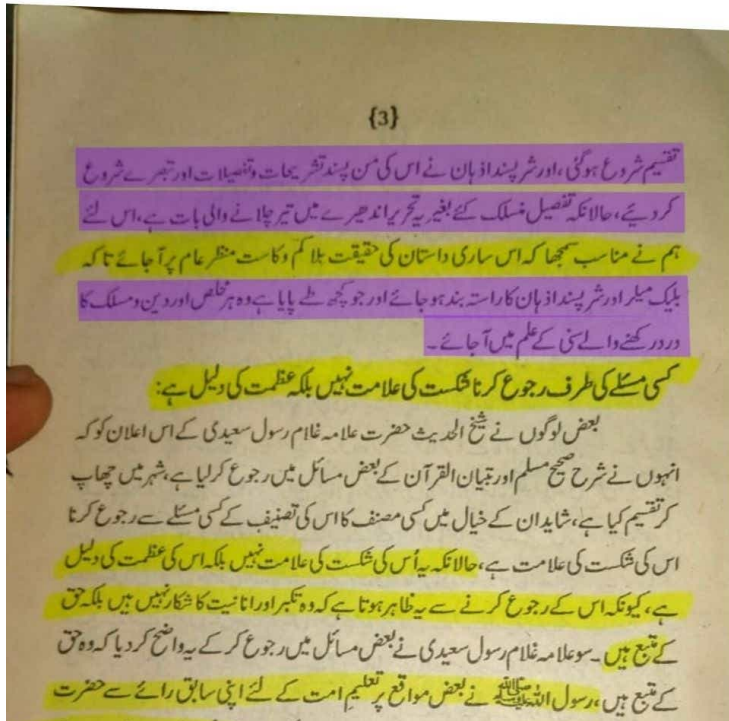 {3}
تقسیم شروع ہوگئی، اور شر پسند اذہان نے اس کی من پسند تشریحات وتفصیلات اور تبصرے شروع
کردیئے، حالانکہ تفصیل منسلک کئے بغیر یہ تحریر اندھیرے میں تیر چلانے والی بات ہے، اس لئے
ہم نے مناسب سمجھا کہ اس ساری داستان کی حقیقت بلا کم وکاست منظر عام پر آجائے تاکہ
بلیک میلر اور شر پسند اذہان کا راستہ بند ہوجائے اور جو کچھ طے پایا ہے وہ ہر مخلص اور دین ومسلک کا
درد رکھنے والے سنی کے علم میں آجائے۔
کسی مسئلے کی طرف رجوع کرنا شکست کی علامت نہیں بلکہ عظمت کی دلیل ہے:
بعض لوگوں نے شیخ الحدیث حضرت علامہ غلام رسول سعیدی کے اس اعلان کو کہ
انہوں نے شرح صحیح مسلم اور تبیان القرآن کے بعض مسائل میں رجوع کرلیا ہے، شہر میں چھاپ
کر تقسیم کیا ہے، شاید ان کے خیال میں کسی مصنف کا اس کی تصنیف کے کسی مسئلے سے رجوع کرنا
اس کی شکست کی علامت ہے، حالانکہ یہ اُس کی شکست کی علامت نہیں بلکہ اس کی عظمت کی دلیل
ہے، کیونکہ اس کے رجوع کرنے سے یہ ظاہر ہوتا ہے کہ وہ تکبر اور انانیت کا شکار نہیں ہیں بلکہ حق
کے متبع ہیں۔ سو علامہ غلام رسول سعیدی نے بعض مسائل میں رجوع کرکے یہ واضح کردیا کہ وہ حق
کے متبع ہیں، رسول اللہ ﷺ نے بعض مواقع پر تعلیم امت کے لئے اپنی سابق رائے سے حضرت